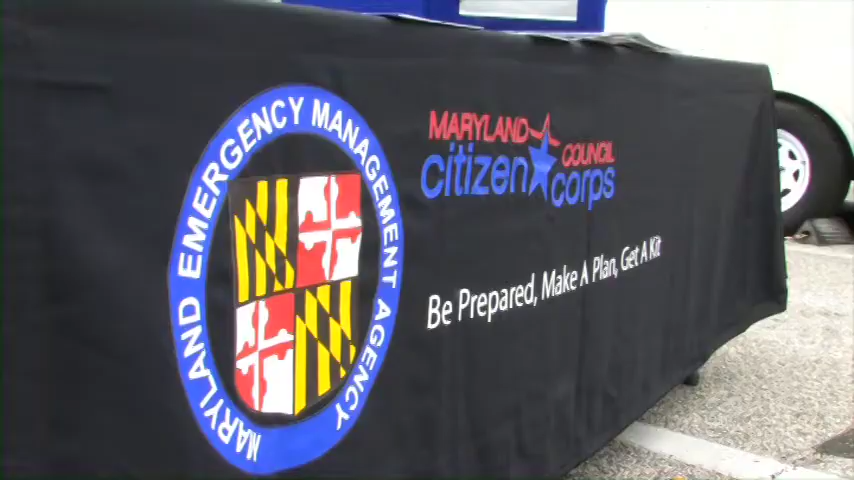 MARYLAND EMERGENCY MANAGEMENT AGENCY
MARYLAND COUNCIL
citizen corps
Be Prepared, Make A Plan, Get A Kit